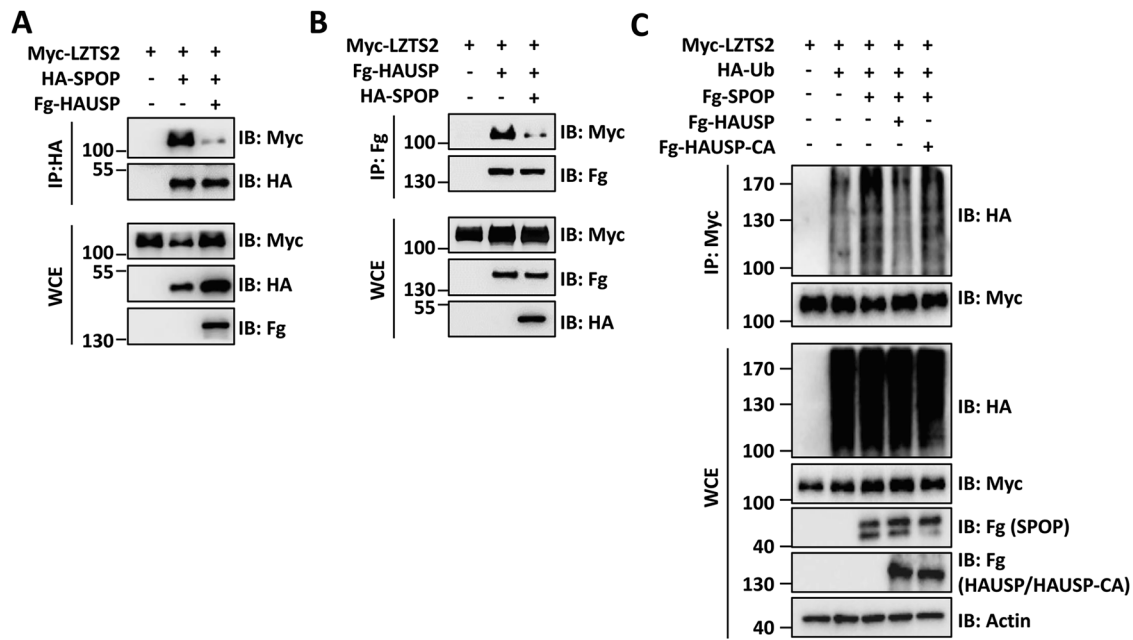 A
Myc-LZTS2 + + +
HA-SPOP - + +
Fg-HAUSP - - +
IP:HA
100 IB: Myc
55 IB: HA
WCE
100 IB: Myc
55 IB: HA
130 IB: Fg
B
Myc-LZTS2 + + +
Fg-HAUSP - + +
HA-SPOP - - +
IP: Fg
100 IB: Myc
130 IB: Fg
WCE
100 IB: Myc
130 IB: Fg
55 IB: HA
C
Myc-LZTS2 + + + + +
HA-Ub - + + + +
Fg-SPOP - - + + +
Fg-HAUSP - - - + -
Fg-HAUSP-CA - - - - +
IP: Myc
170
130 IB: HA
100
IB: Myc
100
WCE
170
130 IB: HA
100
IB: Myc
100
IB: Fg (SPOP)
40
IB: Fg
130 (HAUSP/HAUSP-CA)
40 IB: Actin